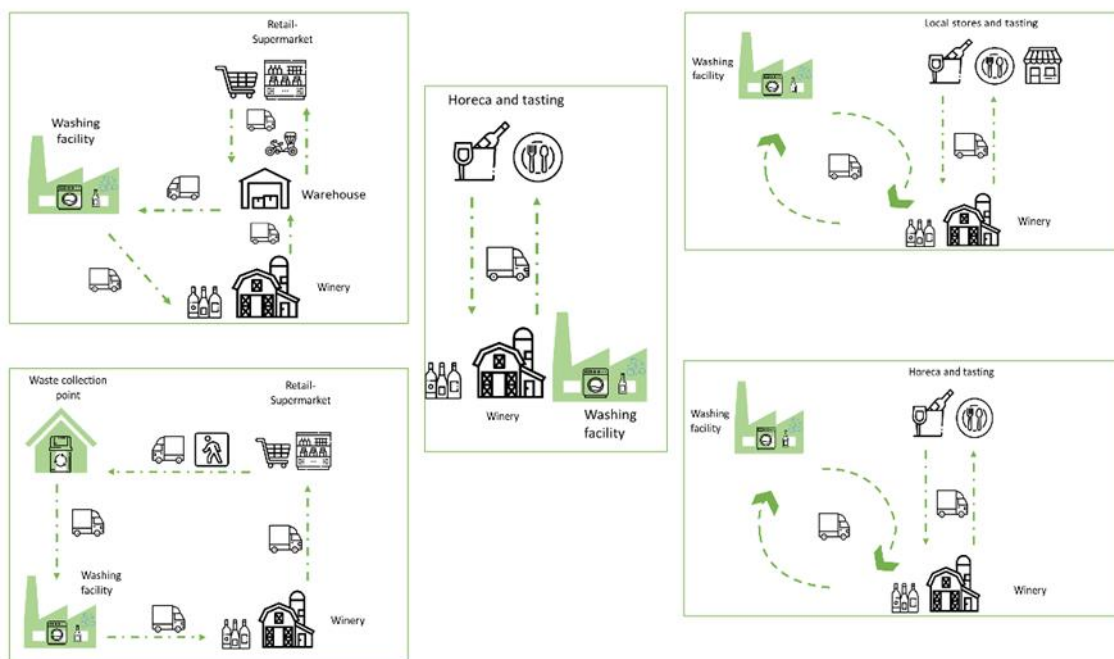 Retail-
Supermarket
Washing
facility
Warehouse
Winery
Waste collection
point
Retail-
Supermarket
Washing
facility
Winery
Horeca and tasting
Winery
Washing
facility
Local stores and tasting
Washing
facility
Winery
Horeca and tasting
Washing
facility
Winery